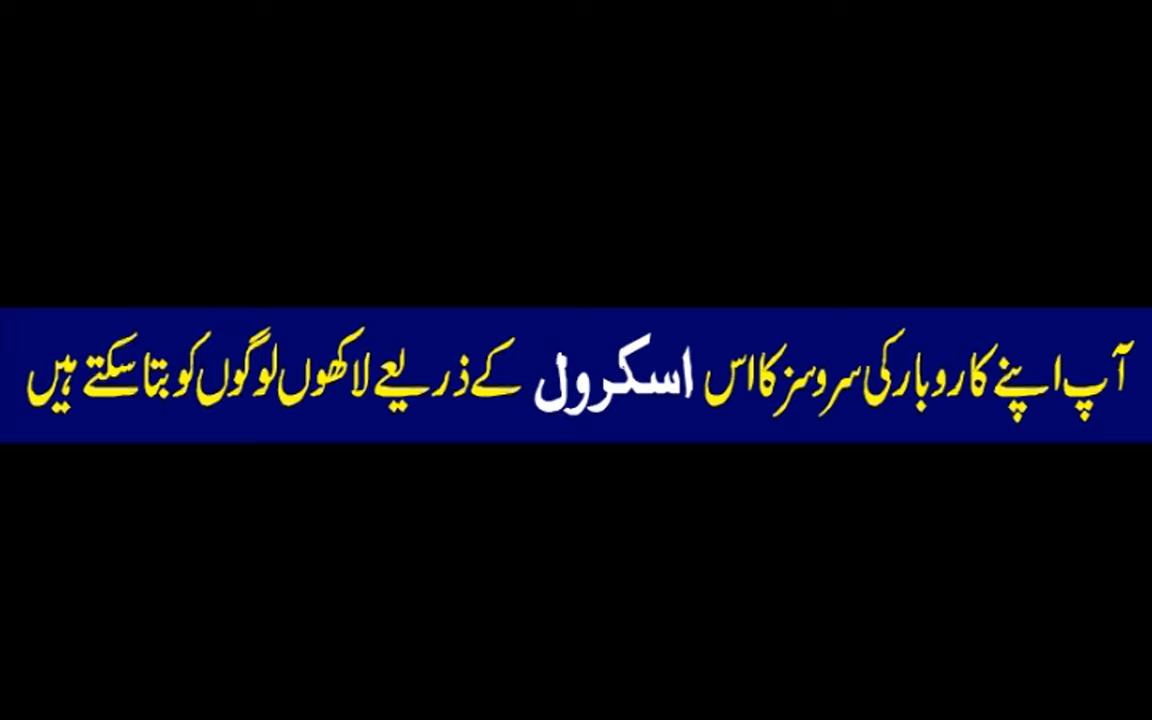 آپ اپنے کاروبار کی سروسز کا اس اسکرول کے ذریعے لاکھوں لوگوں کو بتا سکتے ہیں